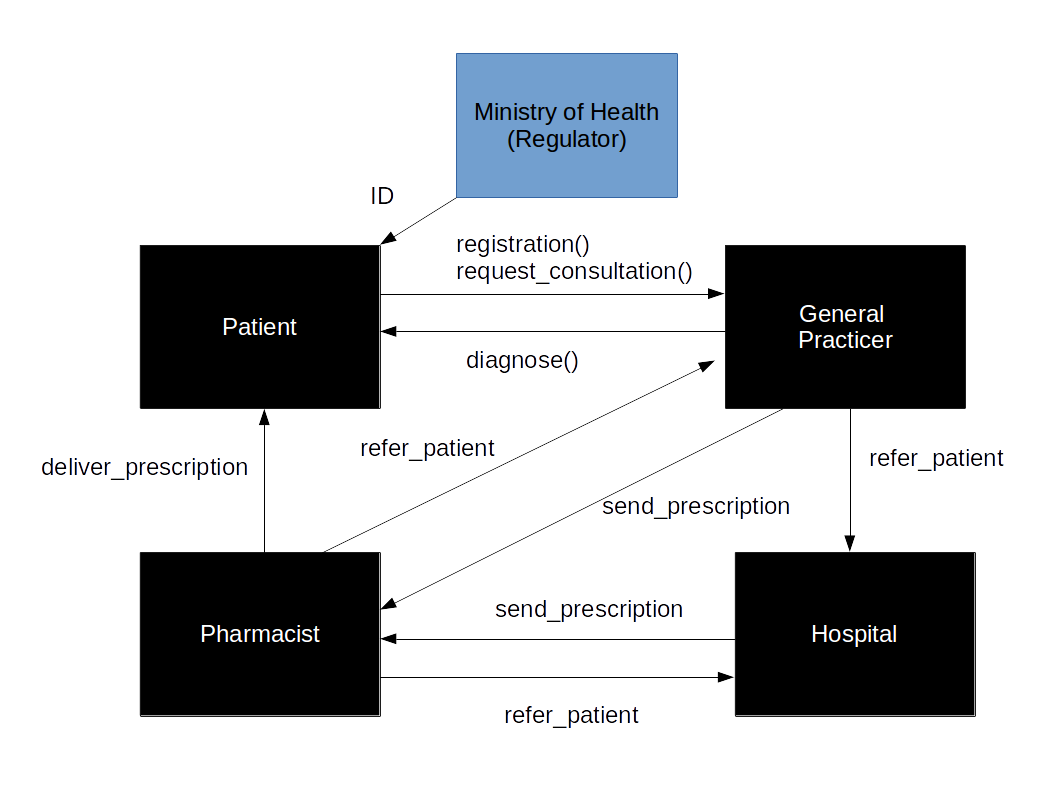 Ministry of Health
(Regulator)
ID
registration()
request_consultation()
Patient
General
Practicer
diagnose()
refer_patient
deliver_prescription
refer_patient
send_prescription
send_prescription
Pharmacist
Hospital
refer_patient